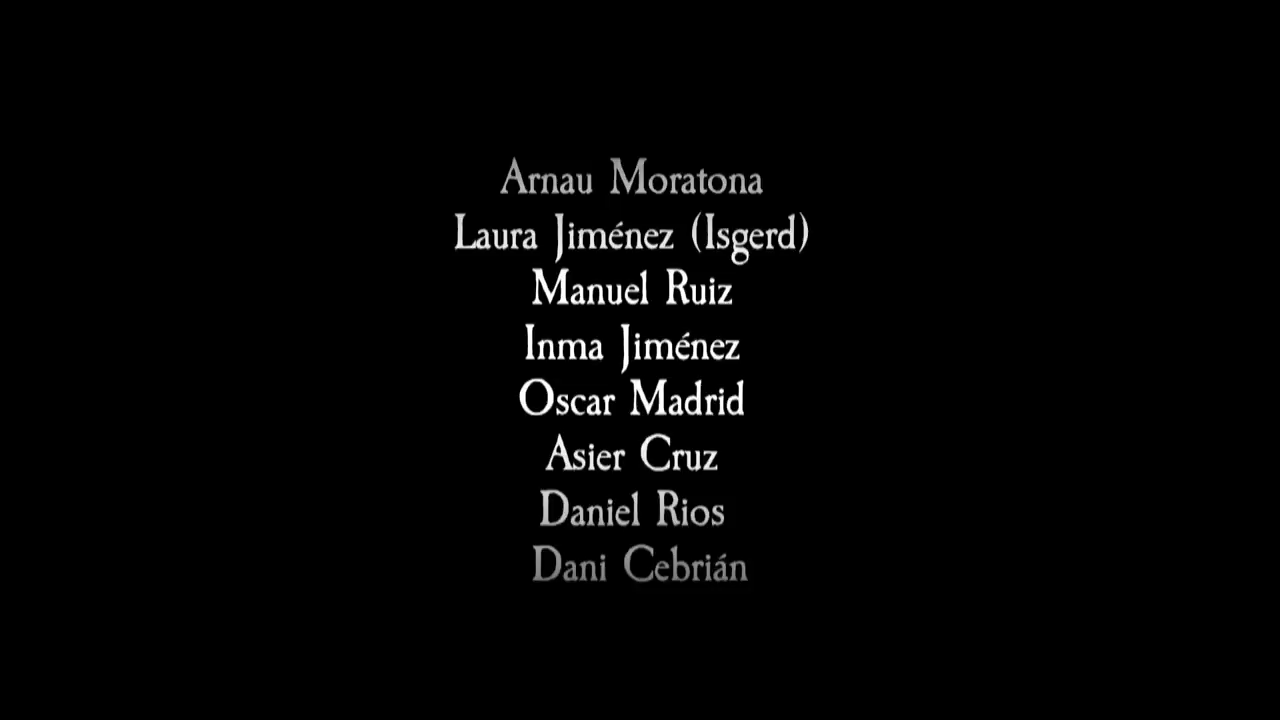 Arnau Moratona
Laura Jiménez (Isgerd)
Manuel Ruiz
Inma Jiménez
Oscar Madrid
Asier Cruz
Daniel Rios
Dani Cebrián